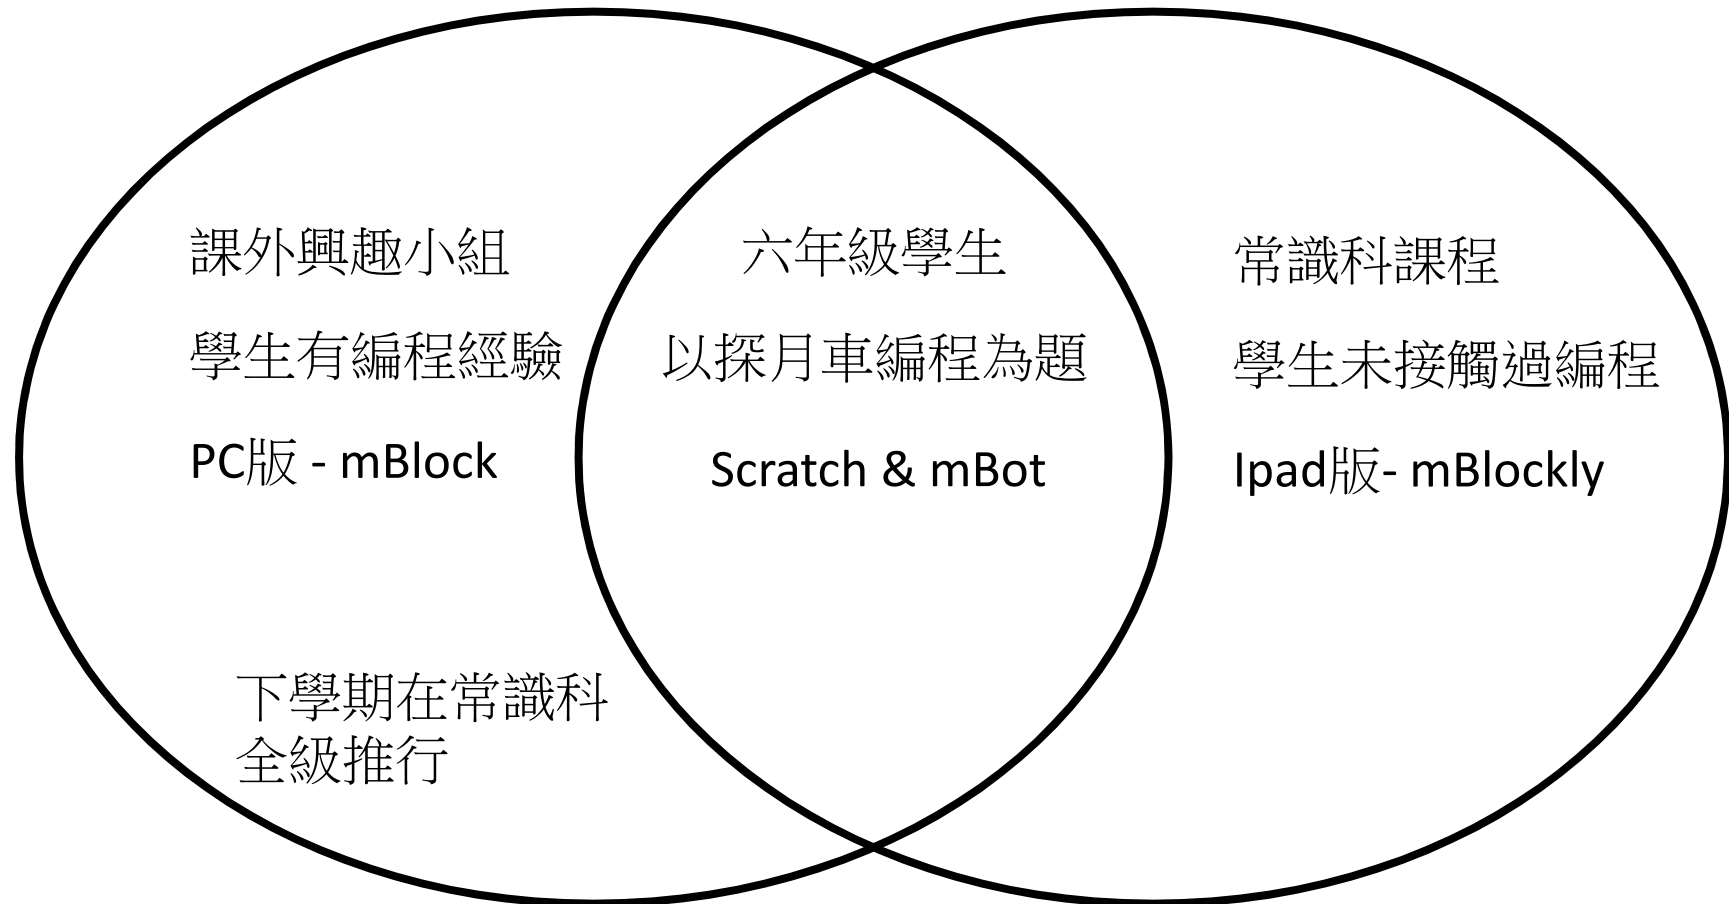 課外興趣小組
學生有編程經驗
PC版 - mBlock
下學期在常識科
全級推行
六年級學生
以探月車編程為題
Scratch & mBot
常識科課程
學生未接觸過編程
Ipad版- mBlockly